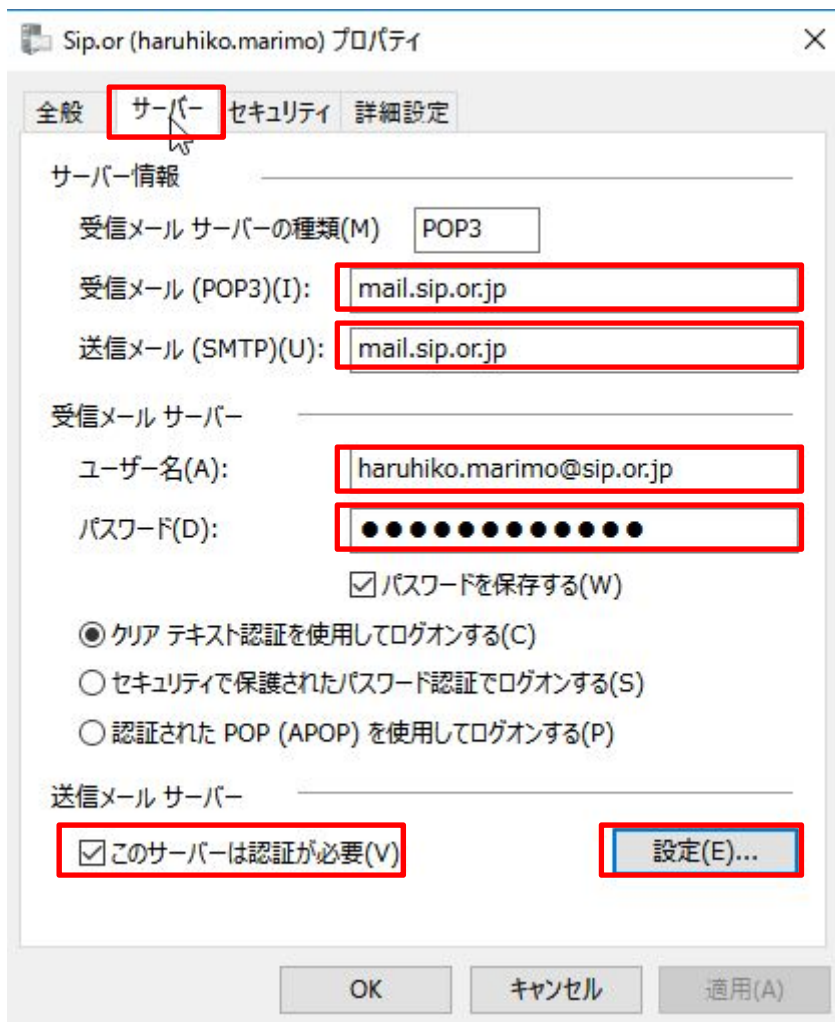 Sip.or (haruhiko.marimo) プロパティ
全般 サーバー セキュリティ 詳細設定
サーバー情報
受信メール サーバーの種類(M) POP3
受信メール (POP3)(I): mail.sip.or.jp
送信メール (SMTP)(U): mail.sip.or.jp
受信メール サーバー
ユーザー名(A): haruhiko.marimo@sip.or.jp
パスワード(D): ●●●●●●●●●●●●
パスワードを保存する(W)
クリア テキスト認証を使用してログオンする(C)
セキュリティで保護されたパスワード認証でログオンする(S)
認証された POP (APOP) を使用してログオンする(P)
送信メール サーバー
このサーバーは認証が必要(V) 設定(E)...
OK キャンセル 適用(A)